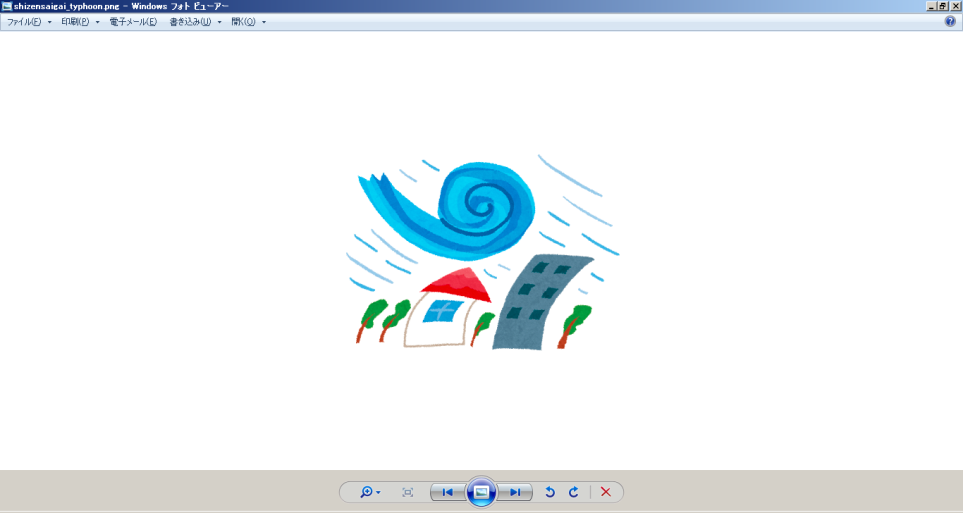 shizensaigai_typhoon.png - Windows フォト ビューアー
ファイル(F) 印刷(P) 電子メール(E) 書き込み(U) 開く(O)